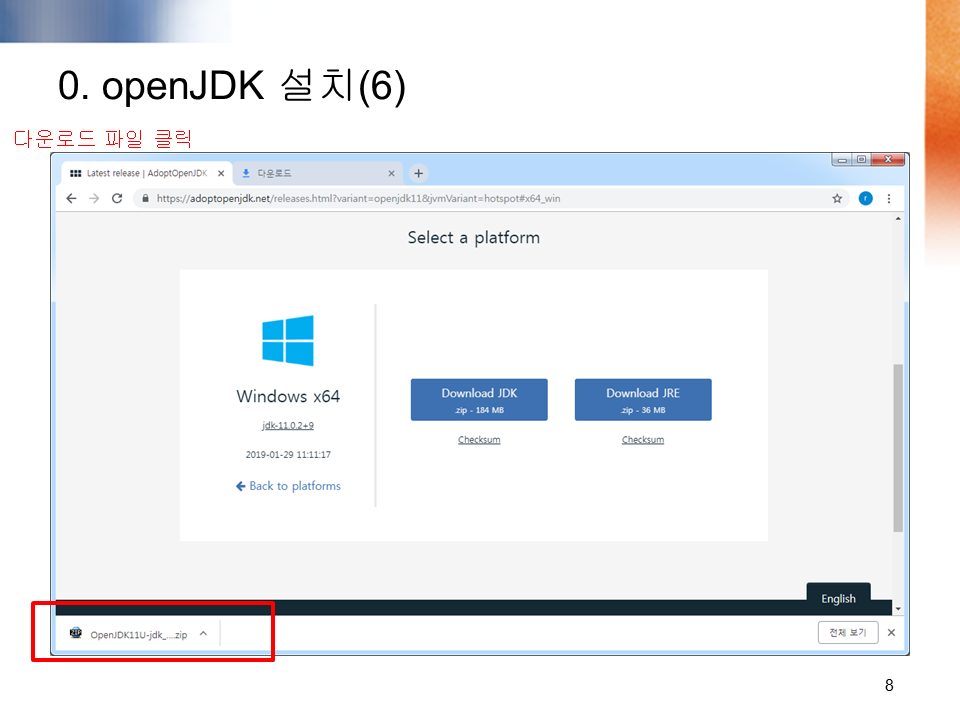 0. openJDK 설치(6)
다운로드 파일 클릭
Latest release | AdoptOpenJDK
다운로드
https://adoptopenjdk.net/releases.html?variant=openjdk11&jvmVariant=hotspot#x64_win
r
Select a platform
Windows x64
jdk-11.0.2+9
2019-01-29 11:11:17
Back to platforms
Download JDK
.zip - 184 MB
Checksum
Download JRE
.zip - 36 MB
Checksum
English
ZIP
OpenJDK11U-jdk_....zip
전체 보기
8